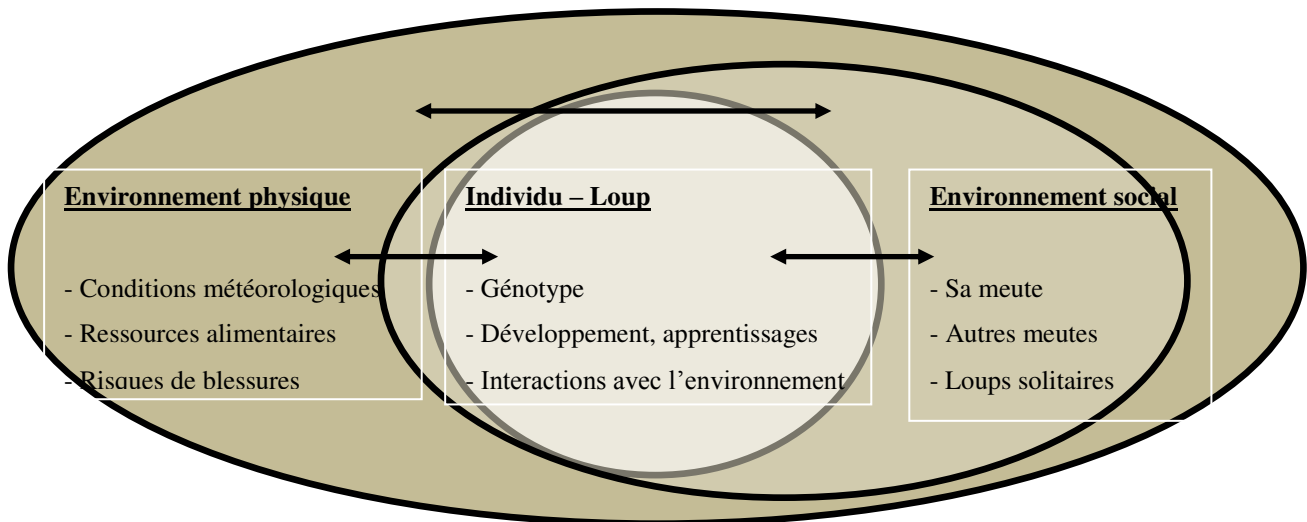 Environnement physique
- Conditions météorologiques
- Ressources alimentaires
- Risques de blessures
Individu – Loup
- Génotype
- Développement, apprentissages
- Interactions avec l’environnement
Environnement social
- Sa meute
- Autres meutes
- Loups solitaires